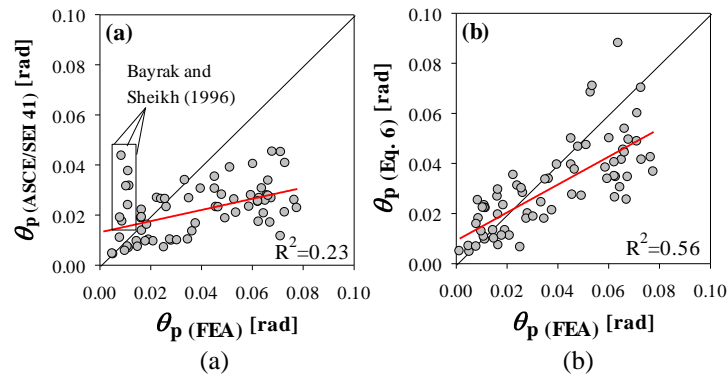 (a)
Bayrak and
Sheikh (1996)
R²=0.23
0.10
0.08
0.06
0.04
0.02
0.00
θp (ASCE/SEI 41) [rad]
0.00 0.02 0.04 0.06 0.08 0.10
θp (FEA) [rad]
(a)
(b)
R²=0.56
0.10
0.08
0.06
0.04
0.02
0.00
θp (Eq. 6) [rad]
0.00 0.02 0.04 0.06 0.08 0.10
θp (FEA) [rad]
(b)